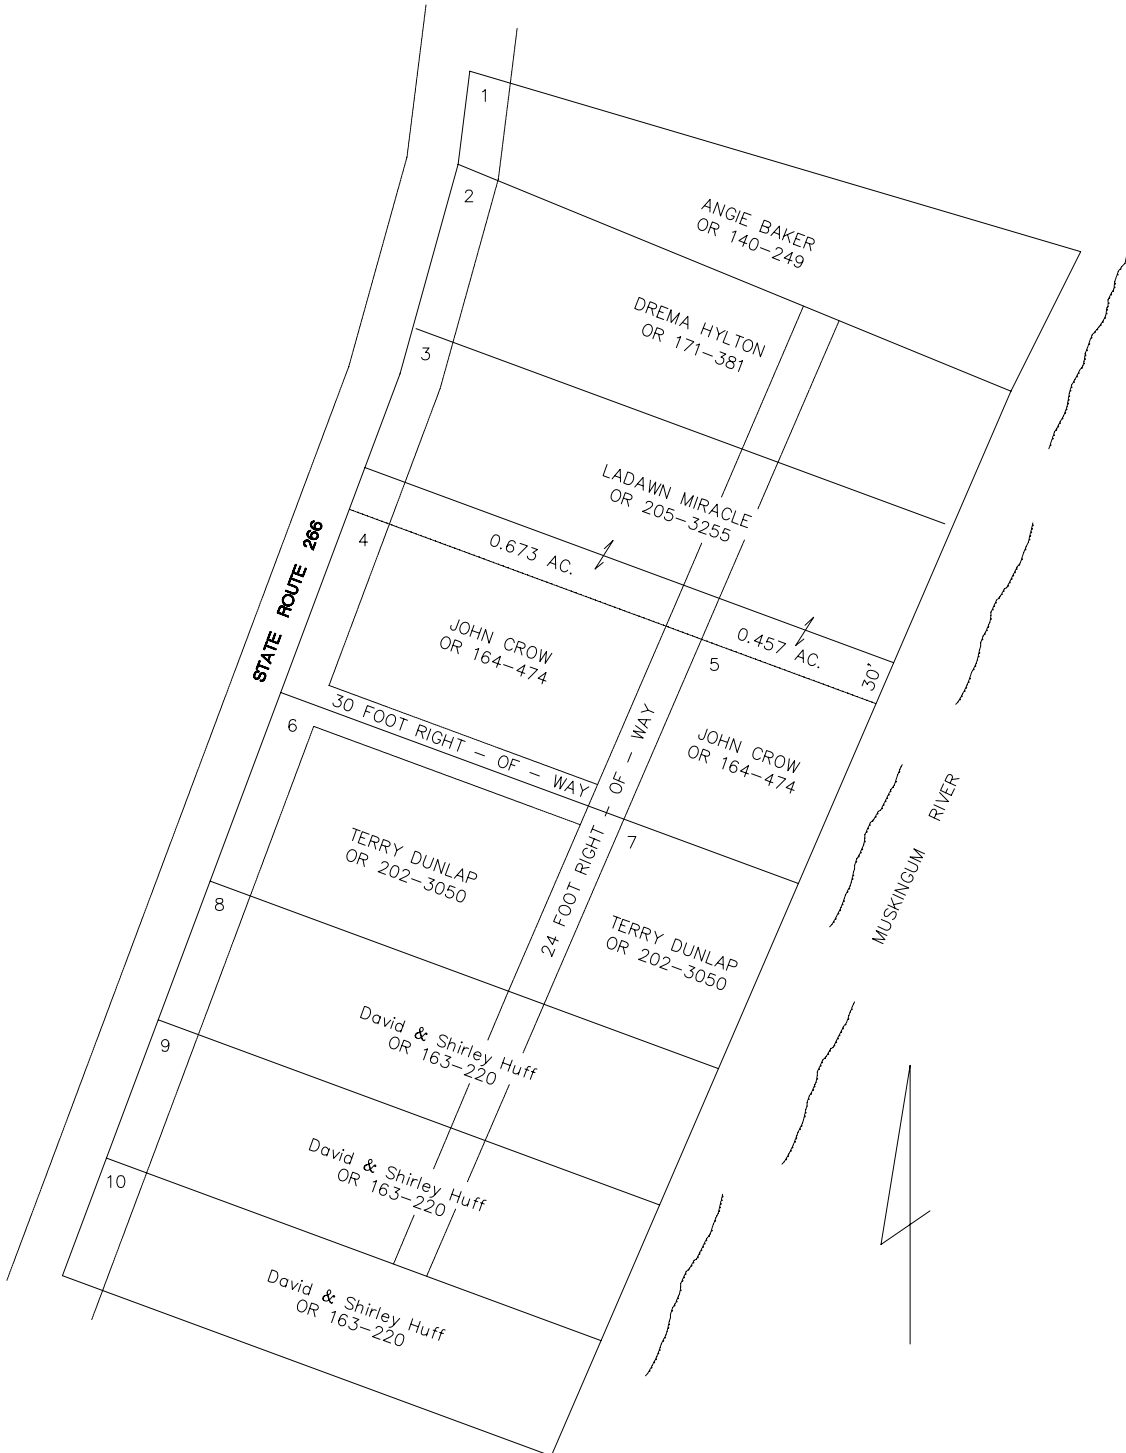 1
ANGIE BAKER
OR 140-249
2
DREMA HYLTON
OR 171-381
3
LADAWN MIRACLE
OR 205-3255
STATE ROUTE 266
4
0.673 AC.
0.457 AC.
30'
JOHN CROW
OR 164-474
5
JOHN CROW
OR 164-474
30 FOOT RIGHT - OF - WAY
24 FOOT RIGHT - OF - WAY
6
TERRY DUNLAP
OR 202-3050
7
TERRY DUNLAP
OR 202-3050
MUSKINGUM RIVER
8
David & Shirley Huff
OR 163-220
9
David & Shirley Huff
OR 163-220
10
David & Shirley Huff
OR 163-220